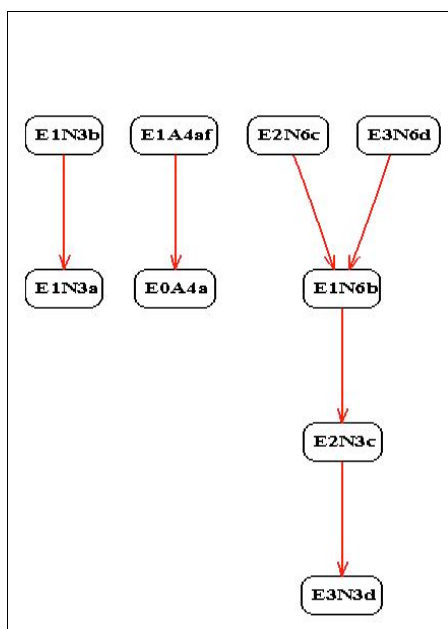 E1N3b E1A4af E2N6c E3N6d
E1N3a E0A4a E1N6b
E2N3c
E3N3d